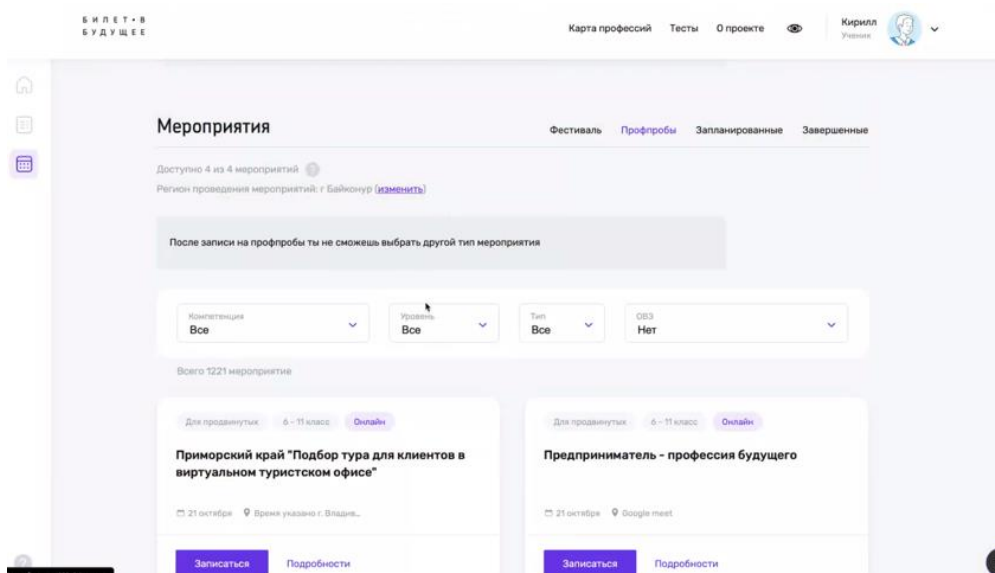 БИЛЕТ•В
БУДУЩЕЕ
Карта профессий Тесты О проекте
Кирилл
Ученик
Мероприятия
Фестиваль Профпробы Запланированные Завершенные
Доступно 4 из 4 мероприятий ?
Регион проведения мероприятий: г Байконур (изменить)
После записи на профпробы ты не сможешь выбрать другой тип мероприятия
Компетенция Уровень Тип ОВЗ
Все Все Все Нет
Всего 1221 мероприятие
Для продвинутых 6 - 11 класс Онлайн
Приморский край "Подбор тура для клиентов в
виртуальном туристском офисе"
21 октября Время указано г. Владив...
Записаться Подробности
Для продвинутых 6 - 11 класс Онлайн
Предприниматель - профессия будущего
21 октября Google meet
Записаться Подробности
?